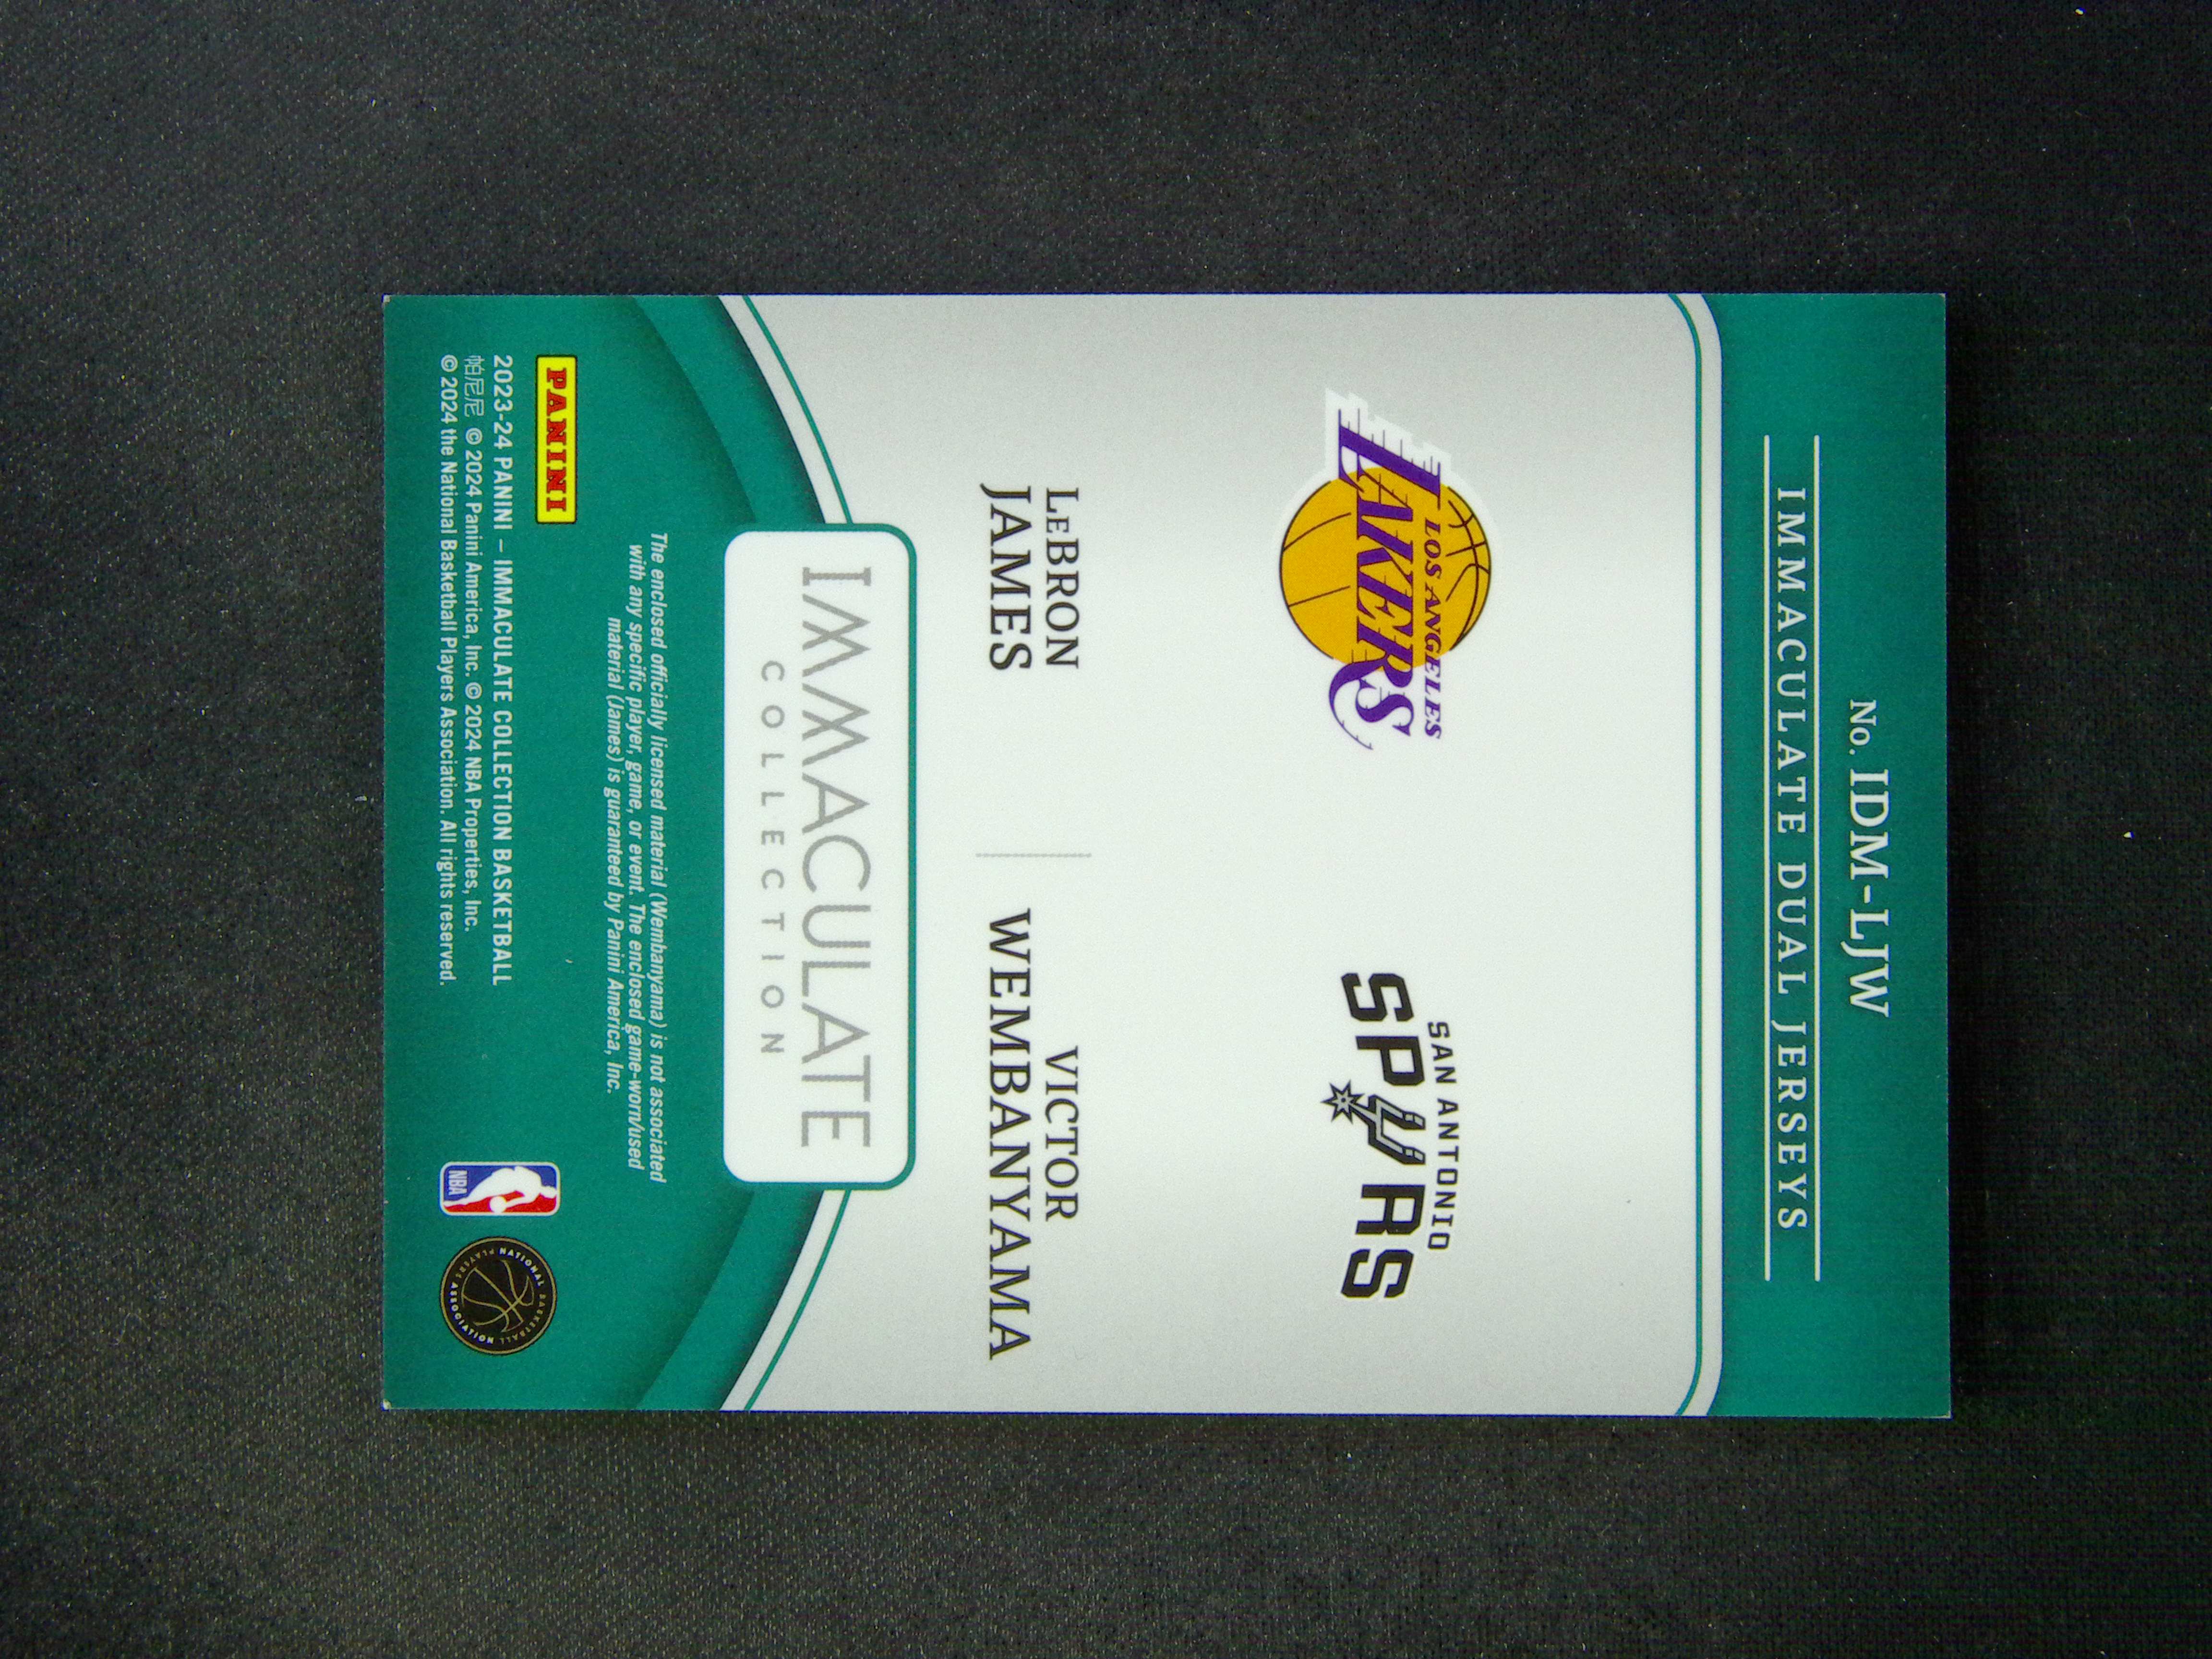 No. IDM-LJW
IMMACULATE DUAL JERSEYS
LOS ANGELES
LAKERS
SAN ANTONIO
SPURS
LeBRON
JAMES
VICTOR
WEMBANYAMA
IMMACULATE
COLLECTION
The enclosed officially licensed material (Wembanyama) is not associated
with any specific player, game, or event. The enclosed game-worn/used
material (James) is guaranteed by Panini America, Inc.
PANINI
2023-24 PANINI – IMMACULATE COLLECTION BASKETBALL
帕尼尼 © 2024 Panini America, Inc. © 2024 NBA Properties, Inc.
© 2024 the National Basketball Players Association. All rights reserved.
NBA
NATIONAL BASKETBALL PLAYERS ASSOCIATION